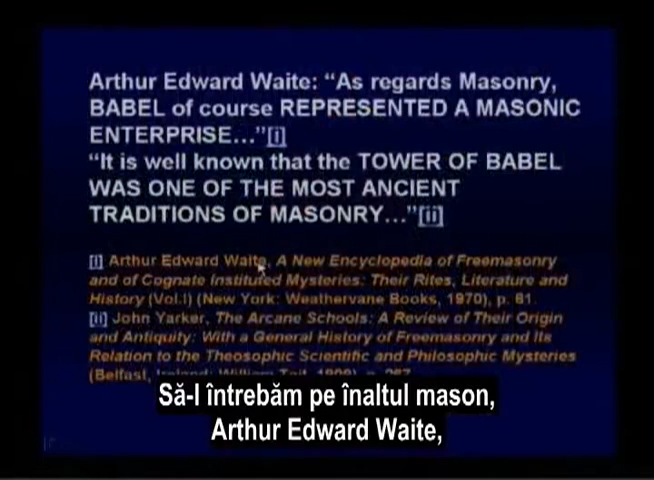 Arthur Edward Waite: “As regards Masonry,
BABEL of course REPRESENTED A MASONIC
ENTERPRISE…”[i]
“It is well known that the TOWER OF BABEL
WAS ONE OF THE MOST ANCIENT
TRADITIONS OF MASONRY…”[ii]
[i] Arthur Edward Waite, A New Encyclopedia of Freemasonry
and of Cognate Instituted Mysteries: Their Rites, Literature and
History (Vol.I) (New York: Weathervane Books, 1970), p. 61.
[ii] John Yarker, The Arcane Schools: A Review of Their Origin
and Antiquity: With a General History of Freemasonry and Its
Relation to the Theosophic Scientific and Philosophic Mysteries
(Belfast,
Să-l întrebăm pe înaltul mason,
Arthur Edward Waite,